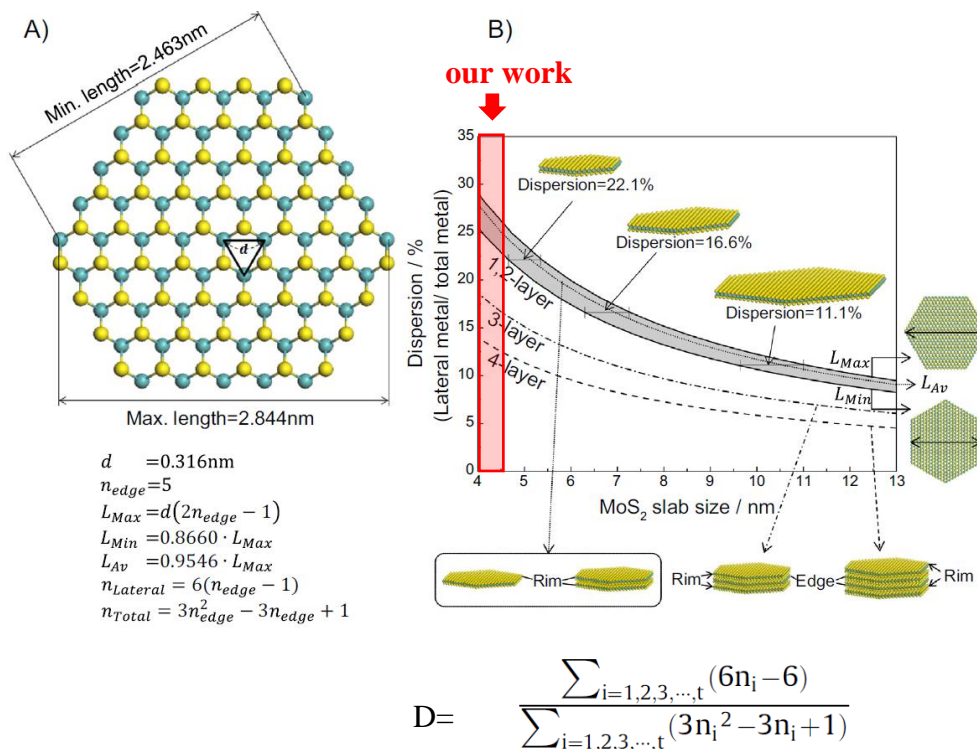 A)
Min. length=2.463nm
d
Max. length=2.844nm
d =0.316nm
n_edge=5
L_Max=d(2n_edge − 1)
L_Min=0.8660 · L_Max
L_Av =0.9546 · L_Max
n_Lateral = 6(n_edge − 1)
n_Total = 3n²_edge − 3n_edge + 1
B)
our work
Dispersion / %
(Lateral metal/ total metal)
35
30
25
20
15
10
5
0
4 5 6 7 8 9 10 11 12 13
MoS₂ slab size / nm
Dispersion=22.1%
Dispersion=16.6%
Dispersion=11.1%
1,2-layer
3-layer
4-layer
L_Max
L_Av
L_Min
Rim
Rim
Edge
Rim
D= ∑i=1,2,3,⋯,t (6nᵢ−6)
∑i=1,2,3,⋯,t (3nᵢ²−3nᵢ+1)